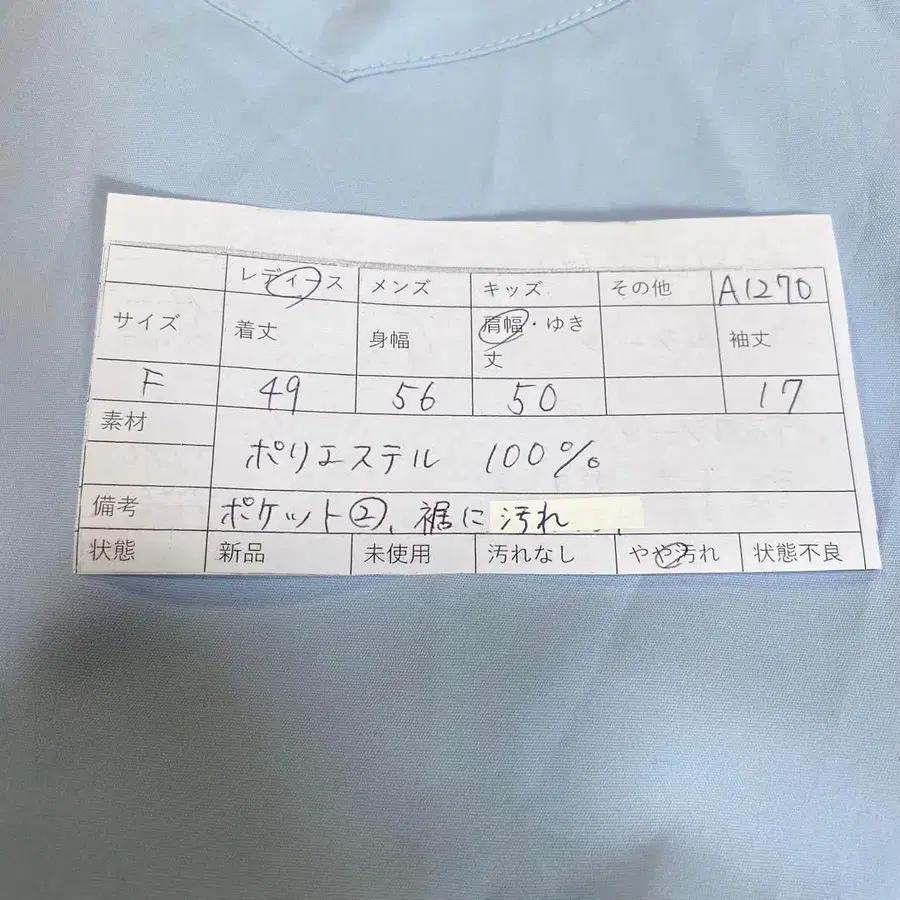 レディース メンズ キッズ その他 A1270
サイズ 着丈 身幅 肩幅・ゆき丈 袖丈
F 49 56 50 17
素材 ポリエステル 100%
備考 ポケット②、裾に汚れ
状態 新品 未使用 汚れなし やや汚れ 状態不良